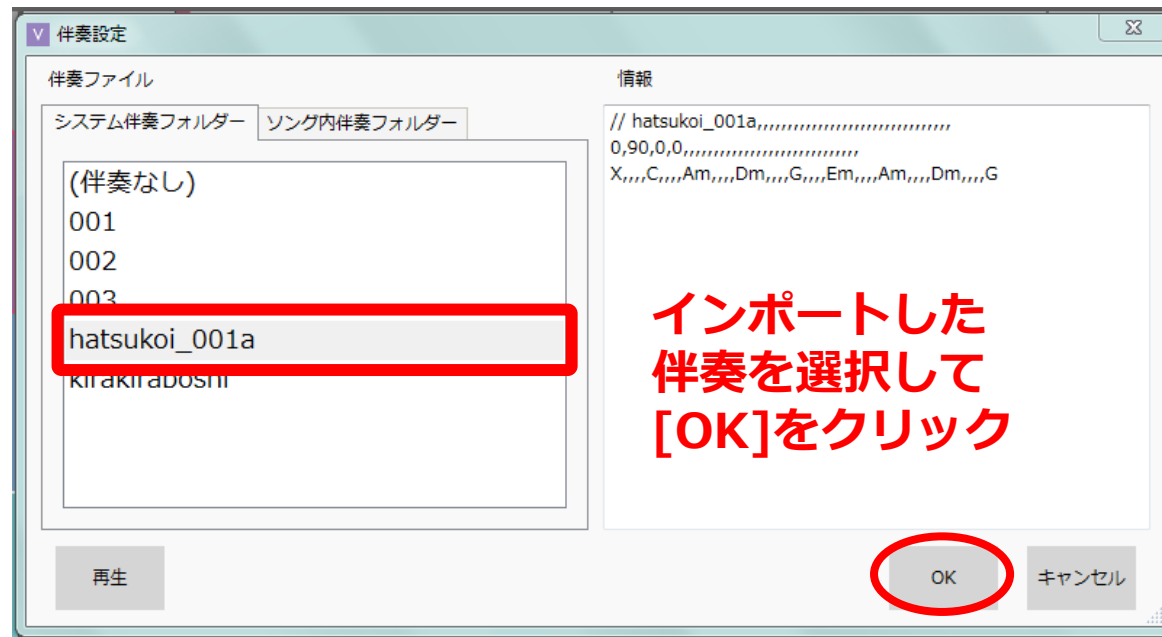 V 伴奏設定
伴奏ファイル
情報
システム伴奏フォルダー ソング内伴奏フォルダー
(伴奏なし)
001
002
003
hatsukoi_001a
kirakiraboshi
// hatsukoi_001a,,,,,,,,,,,,,,,,,,,,,,,,,,,,,,,,
0,90,0,0,,,,,,,,,,,,,,,,,,,,,,,,,,,,,
X,,,,C,,,,Am,,,,Dm,,,,G,,,,Em,,,,Am,,,,Dm,,,,G
インポートした
伴奏を選択して
[OK]をクリック
再生
OK
キャンセル